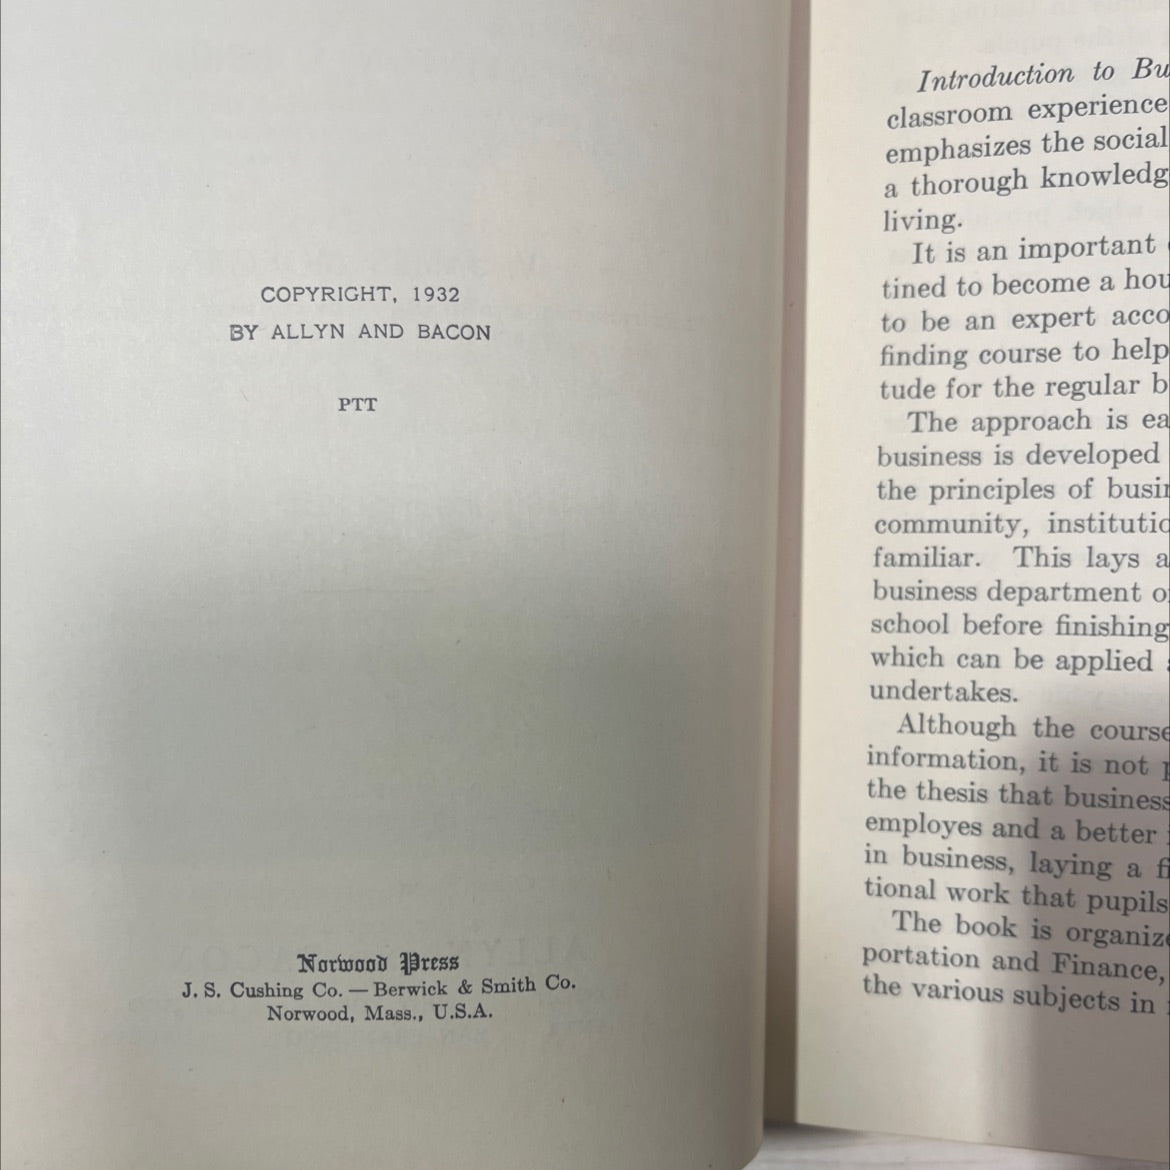 COPYRIGHT, 1932
BY ALLYN AND BACON
PTT
Norwood Press
J. S. Cushing Co. — Berwick & Smith Co.
Norwood, Mass., U.S.A.
Introduction to Bu
classroom experience
emphasizes the social
a thorough knowledg
living.
It is an important
tined to become a hou
to be an expert acco
finding course to help
tude for the regular b
The approach is ea
business is developed
the principles of busin
community, institutio
familiar. This lays a
business department of
school before finishing
which can be applied
undertakes.
Although the course
information, it is not
the thesis that business
employes and a better
in business, laying a fi
tional work that pupils
The book is organize
portation and Finance,
the various subjects in